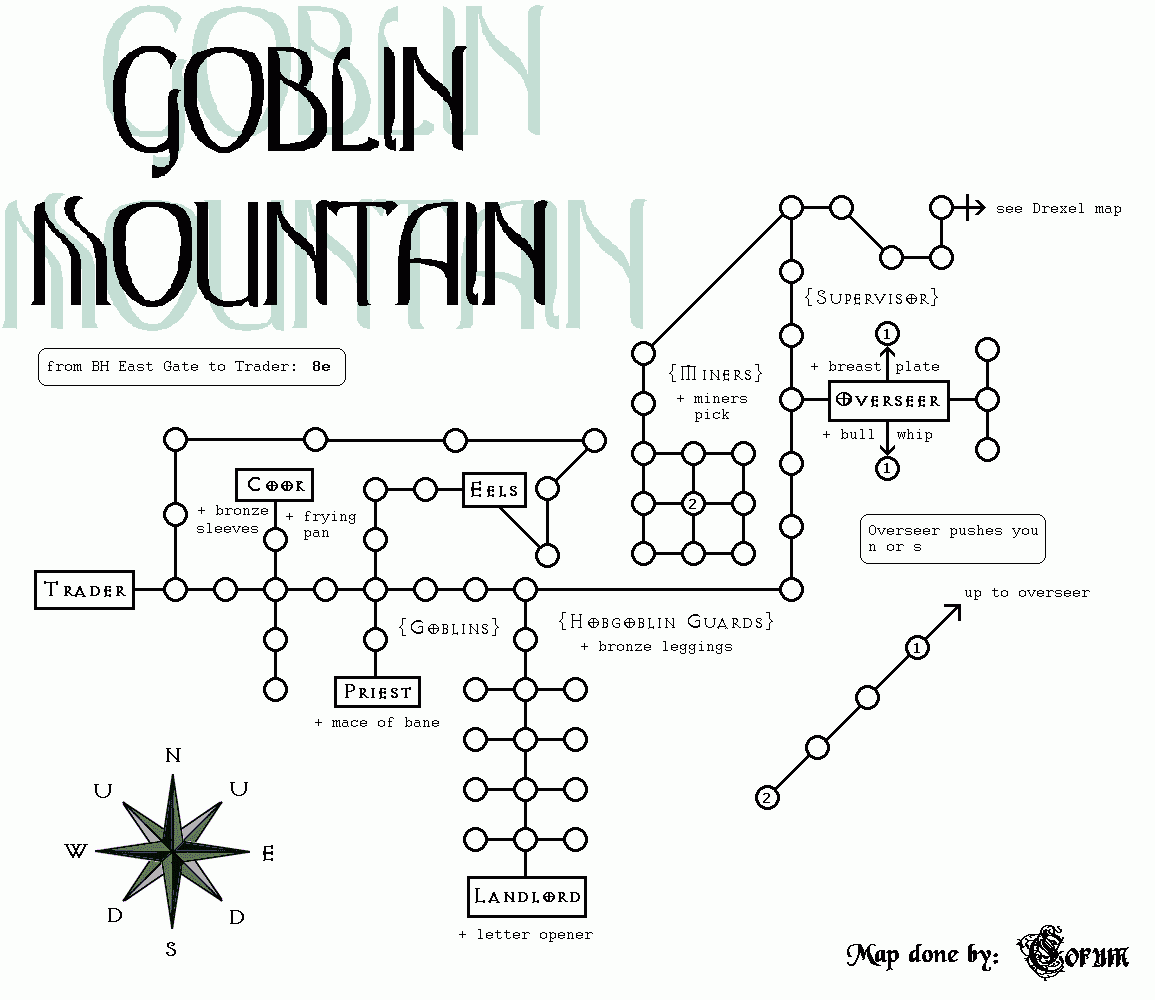 GOBLIN
MOUNTAIN
from BH East Gate to Trader: 8e
see Drexel map
{Supervisor}
1
+ breast plate
Overseer
+ bull whip
1
{Miners}
+ miners
pick
2
Overseer pushes you
n or s
Cook
+ bronze
sleeves
+ frying
pan
Eels
Trader
{Goblins}
{Hobgoblin Guards}
+ bronze leggings
Priest
+ mace of bane
up to overseer
1
2
Landlord
+ letter opener
N
U
U
W
E
D
D
S
Map done by: Corum